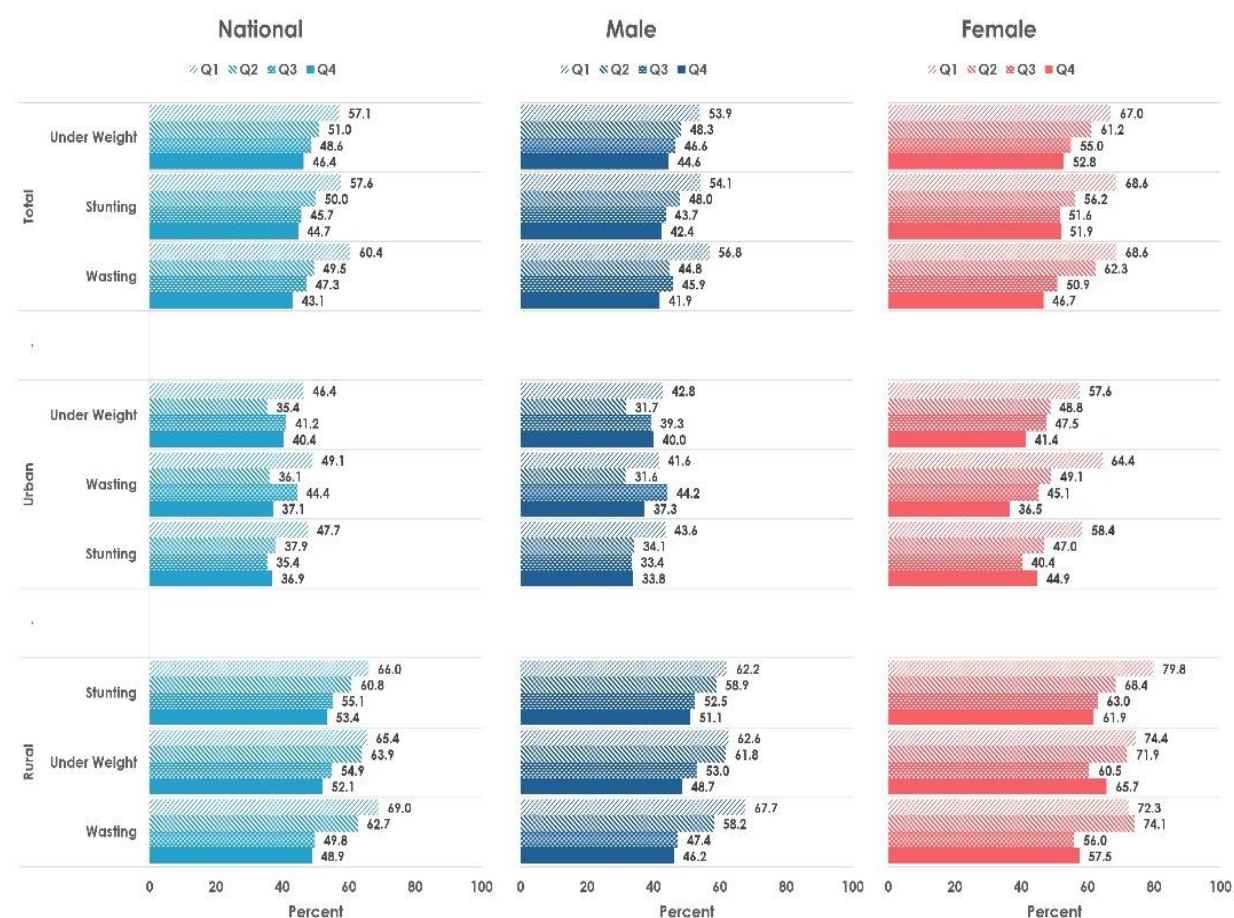 National Male Female
Q1 Q2 Q3 Q4 Q1 Q2 Q3 Q4 Q1 Q2 Q3 Q4
Total
Under Weight
57.1 53.9 67.0
51.0 48.3 61.2
48.6 46.6 55.0
46.4 44.6 52.8
Stunting
57.6 54.1 68.6
50.0 48.0 56.2
45.7 43.7 51.6
44.7 42.4 51.9
Wasting
60.4 56.8 68.6
49.5 44.8 62.3
47.3 45.9 50.9
43.1 41.9 46.7
Urban
Under Weight
46.4 42.8 57.6
35.4 31.7 48.8
41.2 39.3 47.5
40.4 40.0 41.4
Wasting
49.1 41.6 64.4
36.1 31.6 49.1
44.4 44.2 45.1
37.1 37.3 36.5
Stunting
47.7 43.6 58.4
37.9 34.1 47.0
35.4 33.4 40.4
36.9 33.8 44.9
Rural
Stunting
66.0 62.2 79.8
60.8 58.9 68.4
55.1 52.5 63.0
53.4 51.1 61.9
Under Weight
65.4 62.6 74.4
63.9 61.8 71.9
54.9 53.0 60.5
52.1 48.7 65.7
Wasting
69.0 67.7 72.3
62.7 58.2 74.1
49.8 47.4 56.0
48.9 46.2 57.5
0 20 40 60 80 100 0 20 40 60 80 100 0 20 40 60 80 100
Percent Percent Percent